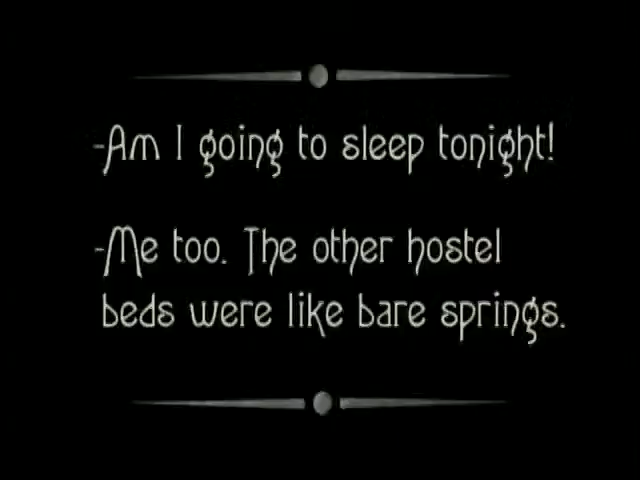 -Am I going to sleep tonight!
-Me too. The other hostel
beds were like bare springs.